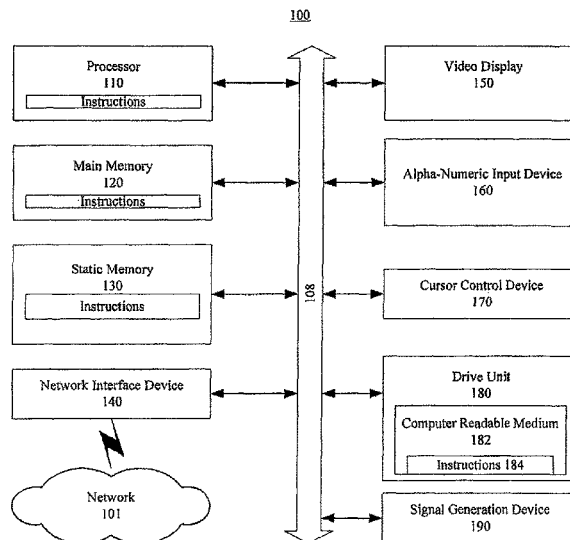 100
Processor
110
Instructions
Main Memory
120
Instructions
Static Memory
130
Instructions
Network Interface Device
140
Network
101
108
Video Display
150
Alpha-Numeric Input Device
160
Cursor Control Device
170
Drive Unit
180
Computer Readable Medium
182
Instructions 184
Signal Generation Device
190